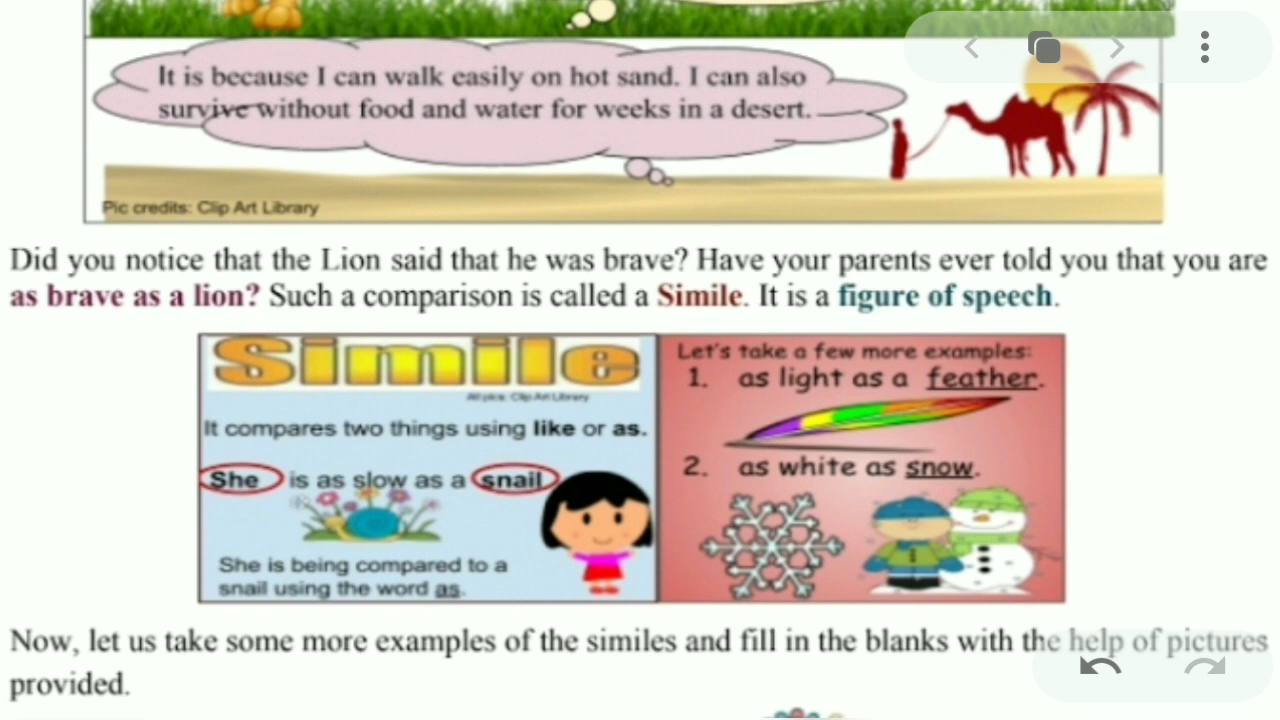 It is because I can walk easily on hot sand. I can also
survive without food and water for weeks in a desert.
Pic credits: Clip Art Library
Did you notice that the Lion said that he was brave? Have your parents ever told you that you are
as brave as a lion? Such a comparison is called a Simile. It is a figure of speech.
Simile
All pics: Clip Art Library
It compares two things using like or as.
She is as slow as a snail
She is being compared to a
snail using the word as.
Let's take a few more examples:
1. as light as a feather.
2. as white as snow.
Now, let us take some more examples of the similes and fill in the blanks with the help of pictures
provided.